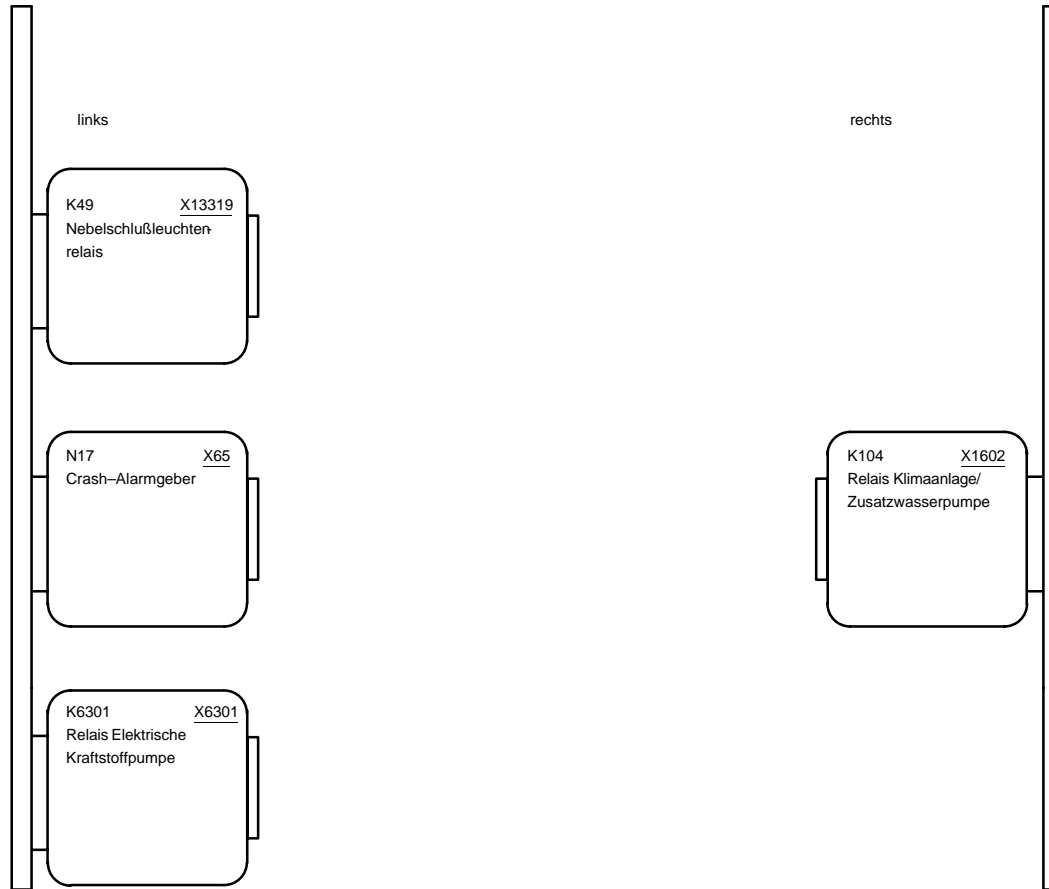 links
rechts
K49 X13319
Nebelschlußleuchten-
relais
N17 X65
Crash–Alarmgeber
K104 X1602
Relais Klimaanlage/
Zusatzwasserpumpe
K6301 X6301
Relais Elektrische
Kraftstoffpumpe